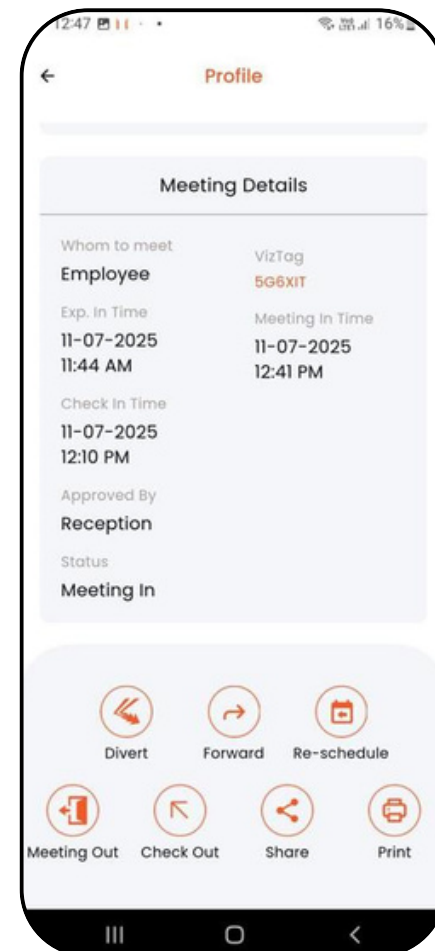 12:47
16%
Profile
Meeting Details
Whom to meet
Employee
VizTag
5G6XIT
Exp. In Time
11-07-2025
11:44 AM
Meeting In Time
11-07-2025
12:41 PM
Check In Time
11-07-2025
12:10 PM
Approved By
Reception
Status
Meeting In
Divert
Forward
Re-schedule
Meeting Out
Check Out
Share
Print